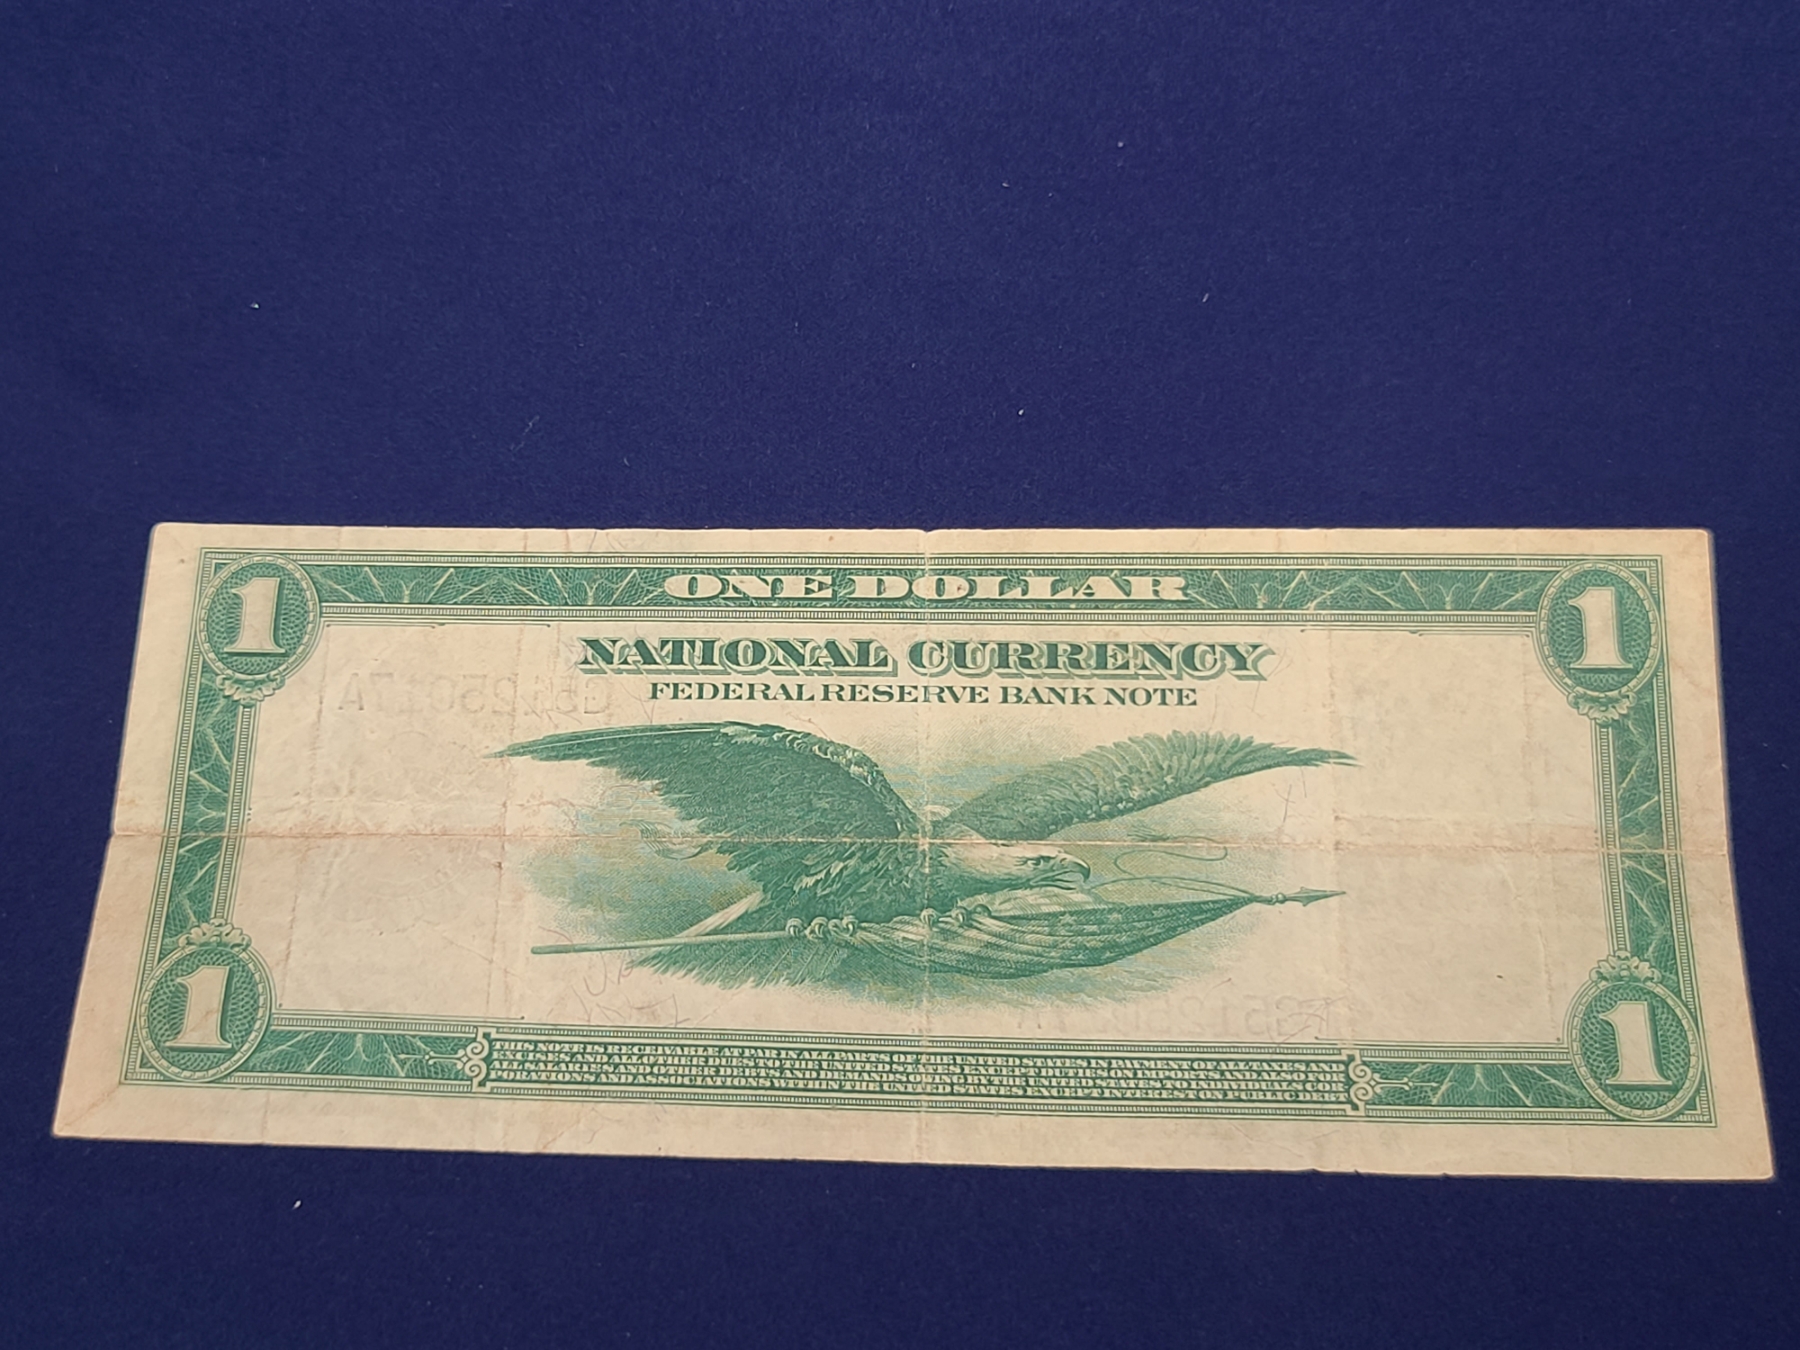 1 ONE DOLLAR 1
NATIONAL CURRENCY
FEDERAL RESERVE BANK NOTE
1 1
THIS NOTE IS RECEIVABLE AT PAR IN ALL PARTS OF THE UNITED STATES IN PAYMENT OF ALL TAXES AND
EXCISES AND ALL OTHER DUES TO THE UNITED STATES EXCEPT DUTIES ON IMPORTS AND ALSO FOR
ALL SALARIES AND OTHER DEBTS AND DEMANDS OWING BY THE UNITED STATES TO INDIVIDUALS COR
PORATIONS AND ASSOCIATIONS WITHIN THE UNITED STATES EXCEPT INTEREST ON PUBLIC DEBT